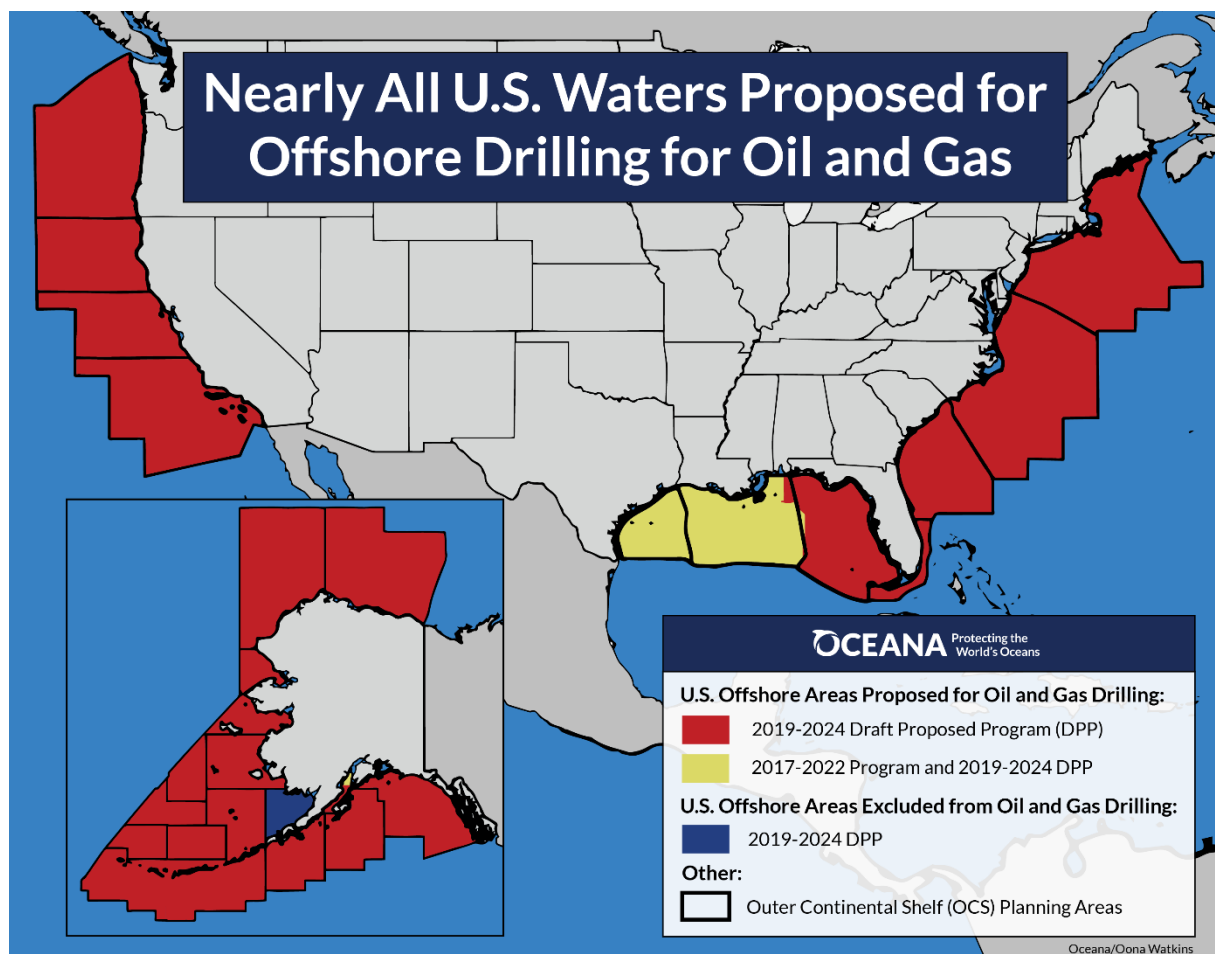 Nearly All U.S. Waters Proposed for
Offshore Drilling for Oil and Gas
OCEANA Protecting the
World's Oceans
U.S. Offshore Areas Proposed for Oil and Gas Drilling:
2019-2024 Draft Proposed Program (DPP)
2017-2022 Program and 2019-2024 DPP
U.S. Offshore Areas Excluded from Oil and Gas Drilling:
2019-2024 DPP
Other:
Outer Continental Shelf (OCS) Planning Areas
Oceana/Oona Watkins